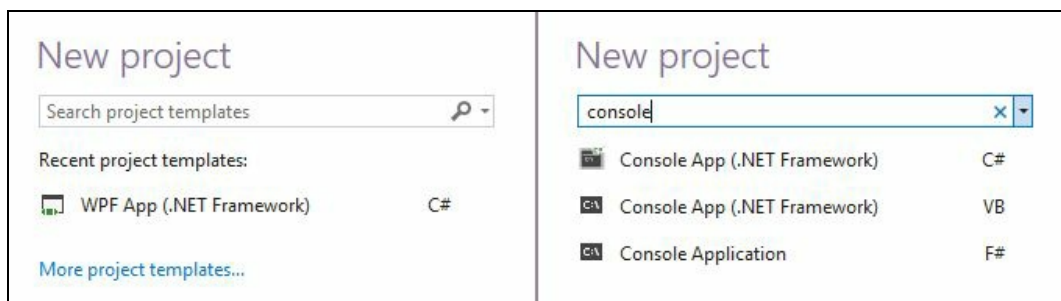 New project
Search project templates
Recent project templates:
WPF App (.NET Framework) C#
More project templates...
New project
console
Console App (.NET Framework) C#
Console App (.NET Framework) VB
Console Application F#